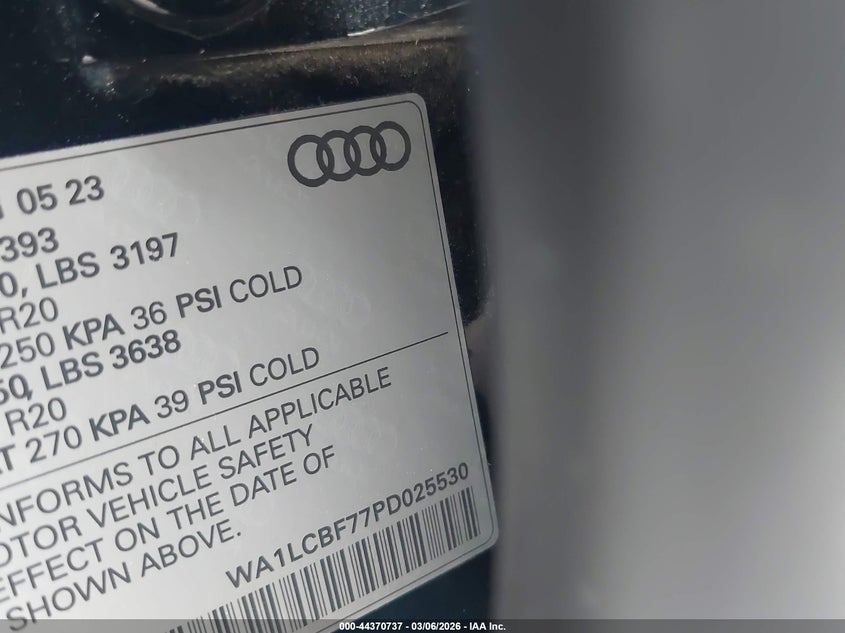 05 23
393
0, LBS 3197
R20
250 KPA 36 PSI COLD
50, LBS 3638
R20
T 270 KPA 39 PSI COLD
NFORMS TO ALL APPLICABLE
OTOR VEHICLE SAFETY
EFFECT ON THE DATE OF
SHOWN ABOVE.
WA1LCBF77PD025530
000-44370737 - 03/06/2026 - IAA Inc.